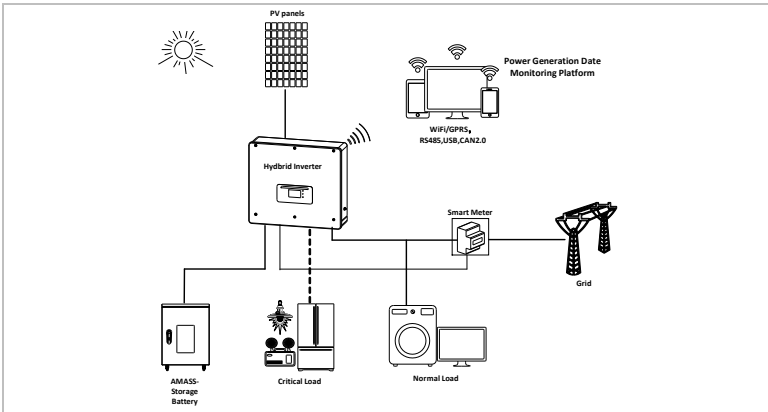 PV panels
Power Generation Date
Monitoring Platform
WiFi/GPRS,
RS485,USB,CAN2.0
Hydbrid Inverter
Smart Meter
Grid
AMASS-
Storage
Battery
Critical Load
Normal Load